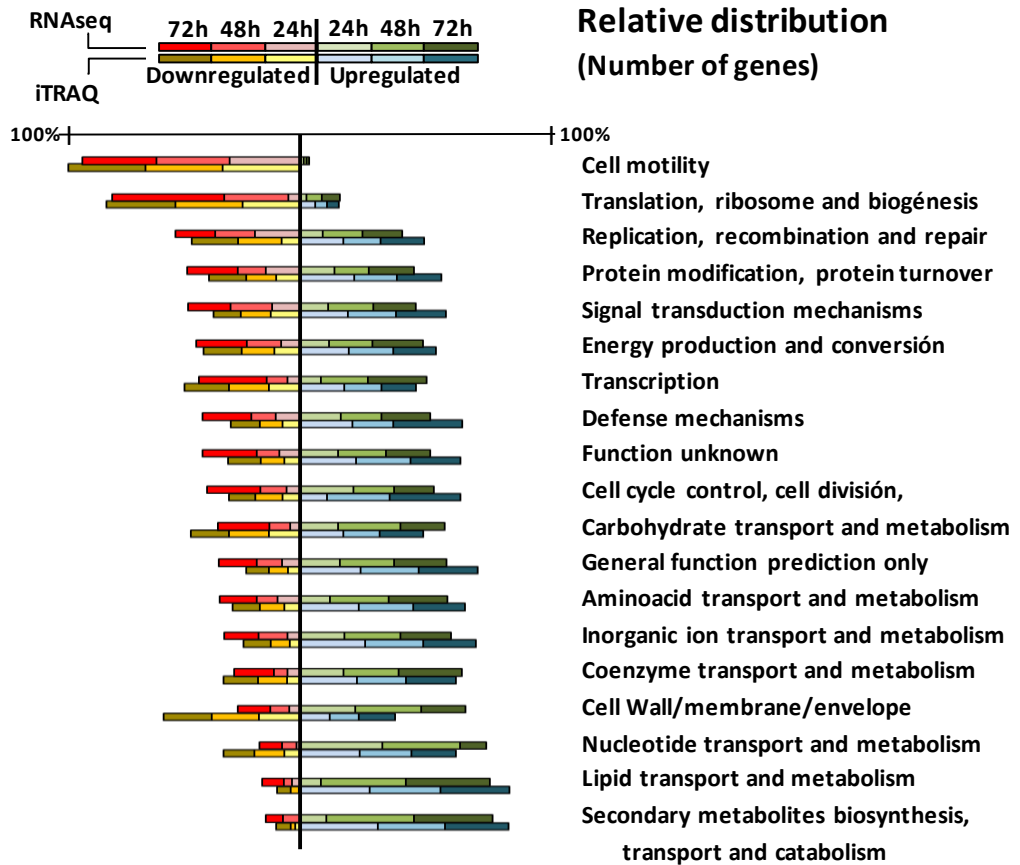 RNAseq
72h 48h 24h 24h 48h 72h
Downregulated Upregulated
iTRAQ
Relative distribution
(Number of genes)
100% 100%
Cell motility
Translation, ribosome and biogénesis
Replication, recombination and repair
Protein modification, protein turnover
Signal transduction mechanisms
Energy production and conversión
Transcription
Defense mechanisms
Function unknown
Cell cycle control, cell división,
Carbohydrate transport and metabolism
General function prediction only
Aminoacid transport and metabolism
Inorganic ion transport and metabolism
Coenzyme transport and metabolism
Cell Wall/membrane/envelope
Nucleotide transport and metabolism
Lipid transport and metabolism
Secondary metabolites biosynthesis,
transport and catabolism